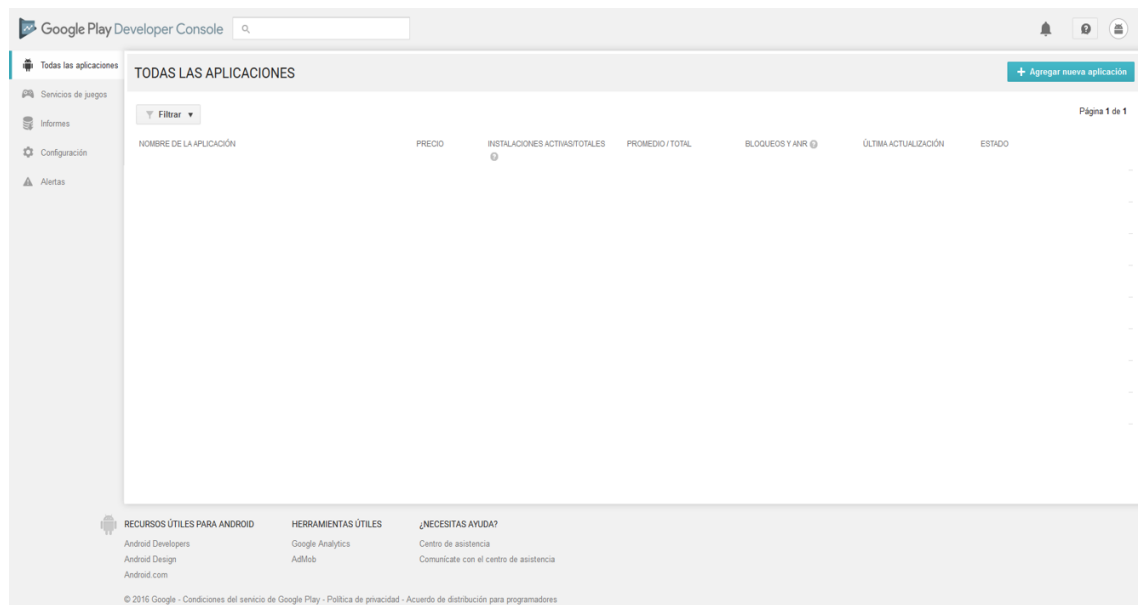 Google Play Developer Console
Todas las aplicaciones
Servicios de juegos
Informes
Configuración
Alertas
TODAS LAS APLICACIONES
+ Agregar nueva aplicación
Filtrar
Página 1 de 1
NOMBRE DE LA APLICACIÓN PRECIO INSTALACIONES ACTIVAS/TOTALES PROMEDIO / TOTAL BLOQUEOS Y ANR ÚLTIMA ACTUALIZACIÓN ESTADO
RECURSOS ÚTILES PARA ANDROID HERRAMIENTAS ÚTILES ¿NECESITAS AYUDA?
Android Developers Google Analytics Centro de asistencia
Android Design AdMob Comunícate con el centro de asistencia
Android.com
© 2016 Google - Condiciones del servicio de Google Play - Política de privacidad - Acuerdo de distribución para programadores